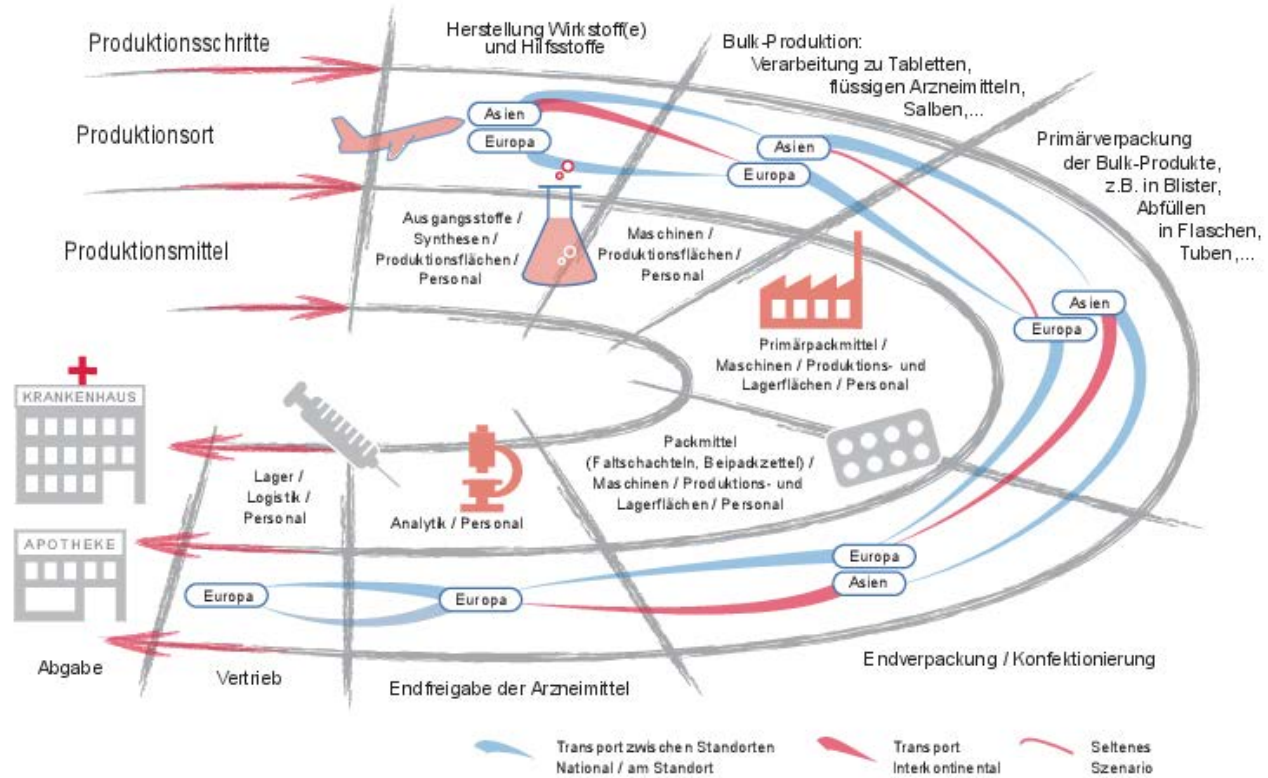 Produktionsschritte
Herstellung Wirkstoff(e)
und Hilfsstoffe
Bulk-Produktion:
Verarbeitung zu Tabletten,
flüssigen Arzneimitteln,
Salben,...
Primärverpackung
der Bulk-Produkte,
z.B. in Blister,
Abfüllen
in Flaschen,
Tuben,...
Produktionsort
Asien
Europa
Asien
Europa
Asien
Europa
Produktionsmittel
Ausgangsstoffe /
Synthesen /
Produktionsflächen /
Personal
Maschinen /
Produktionsflächen /
Personal
Primärpackmittel /
Maschinen / Produktions- und
Lagerflächen / Personal
KRANKENHAUS
Lager /
Logistik /
Personal
Analytik / Personal
Packmittel
(Faltschachteln, Beipackzettel) /
Maschinen / Produktions- und
Lagerflächen / Personal
APOTHEKE
Europa
Europa
Europa
Asien
Abgabe
Vertrieb
Endfreigabe der Arzneimittel
Endverpackung / Konfektionierung
Transport zwischen Standorten
National / am Standort
Transport
Interkontinental
Seltenes
Szenario